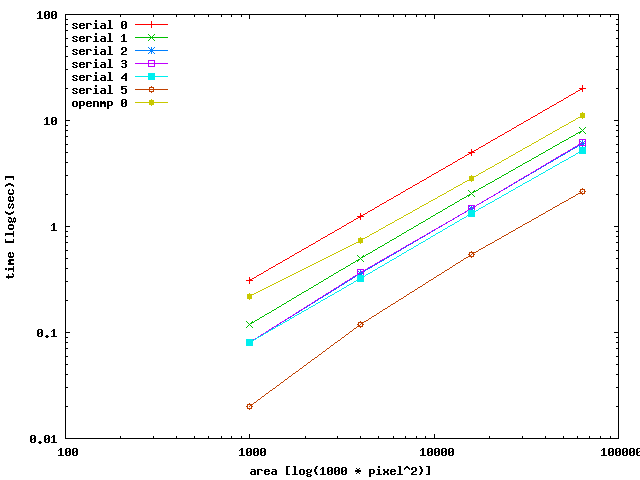 100
serial 0
serial 1
serial 2
serial 3
serial 4
serial 5
openmp 0
10
1
0.1
0.01
time [log(sec)]
100
1000
10000
100000
area [log(1000 * pixel^2)]